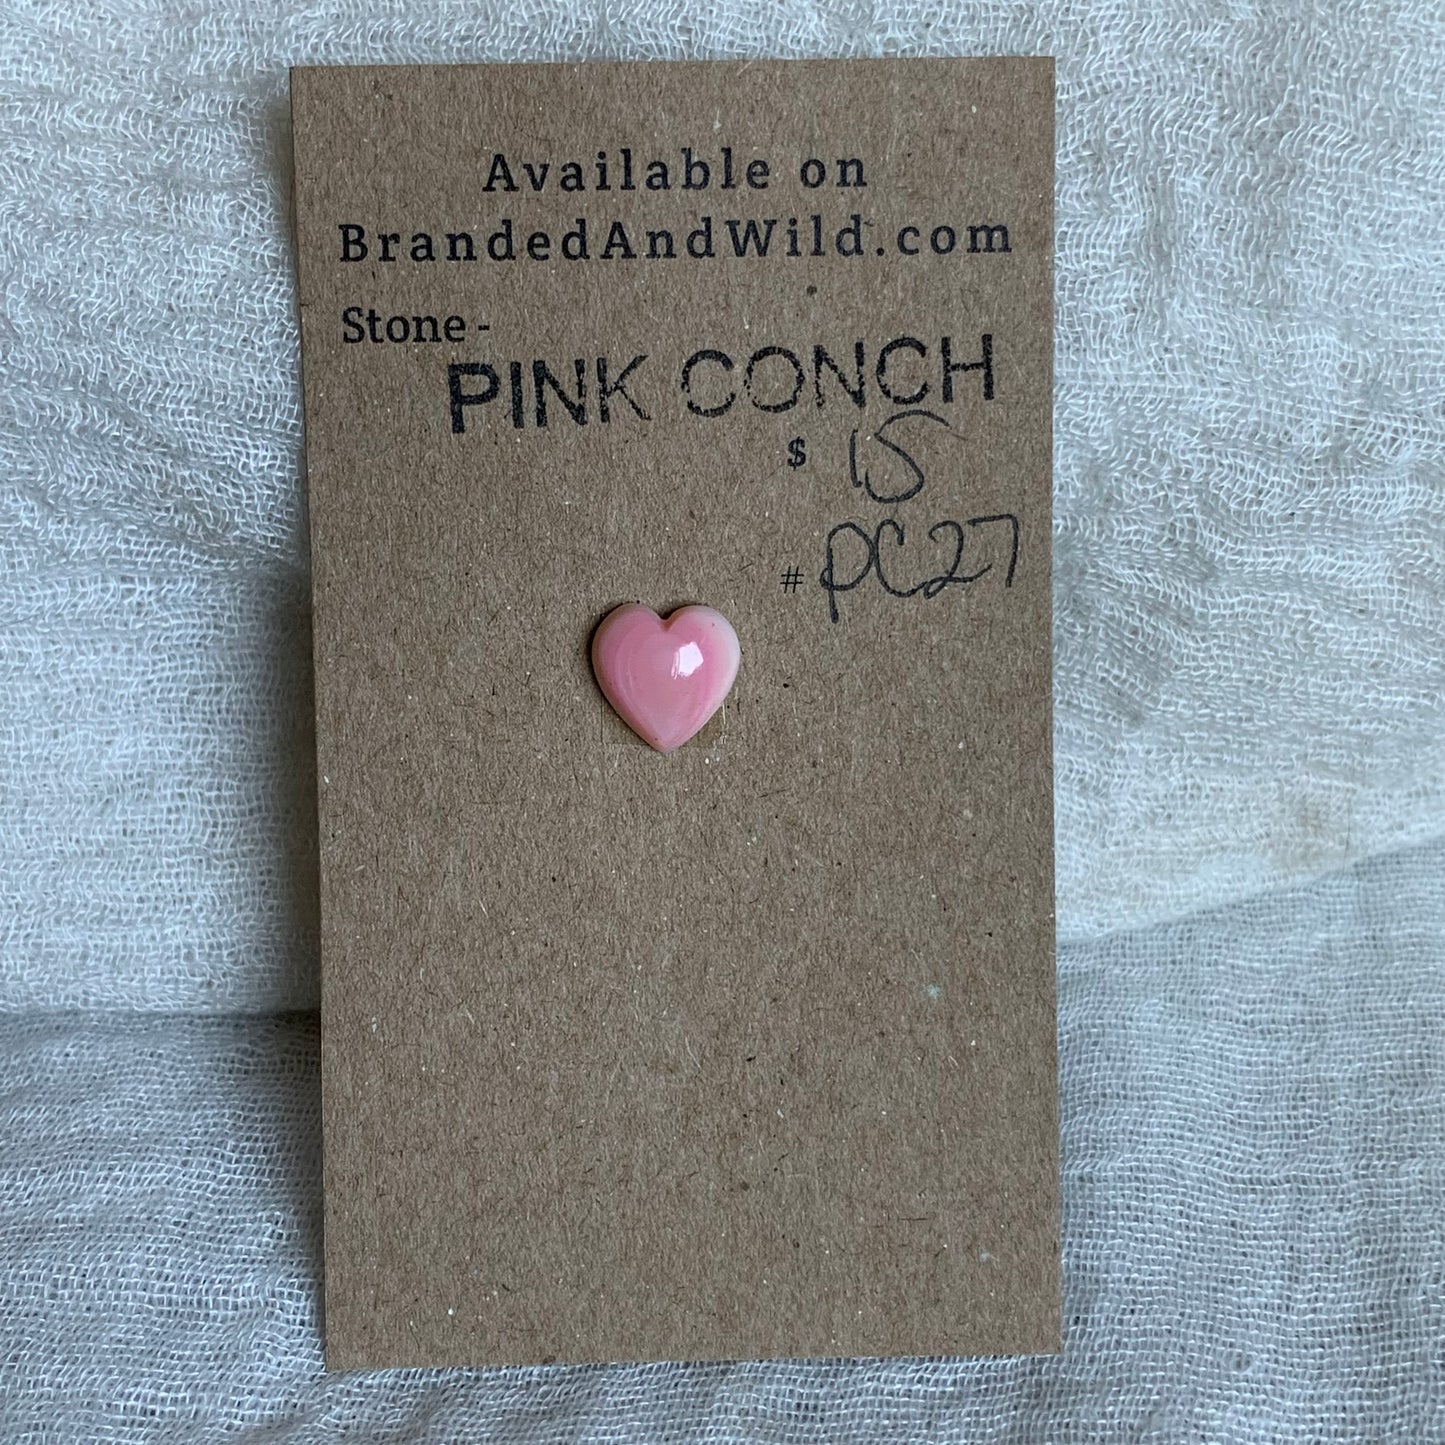 Available on
BrandedAndWild.com
Stone -
PINK CONCH
$ 15
# PC27